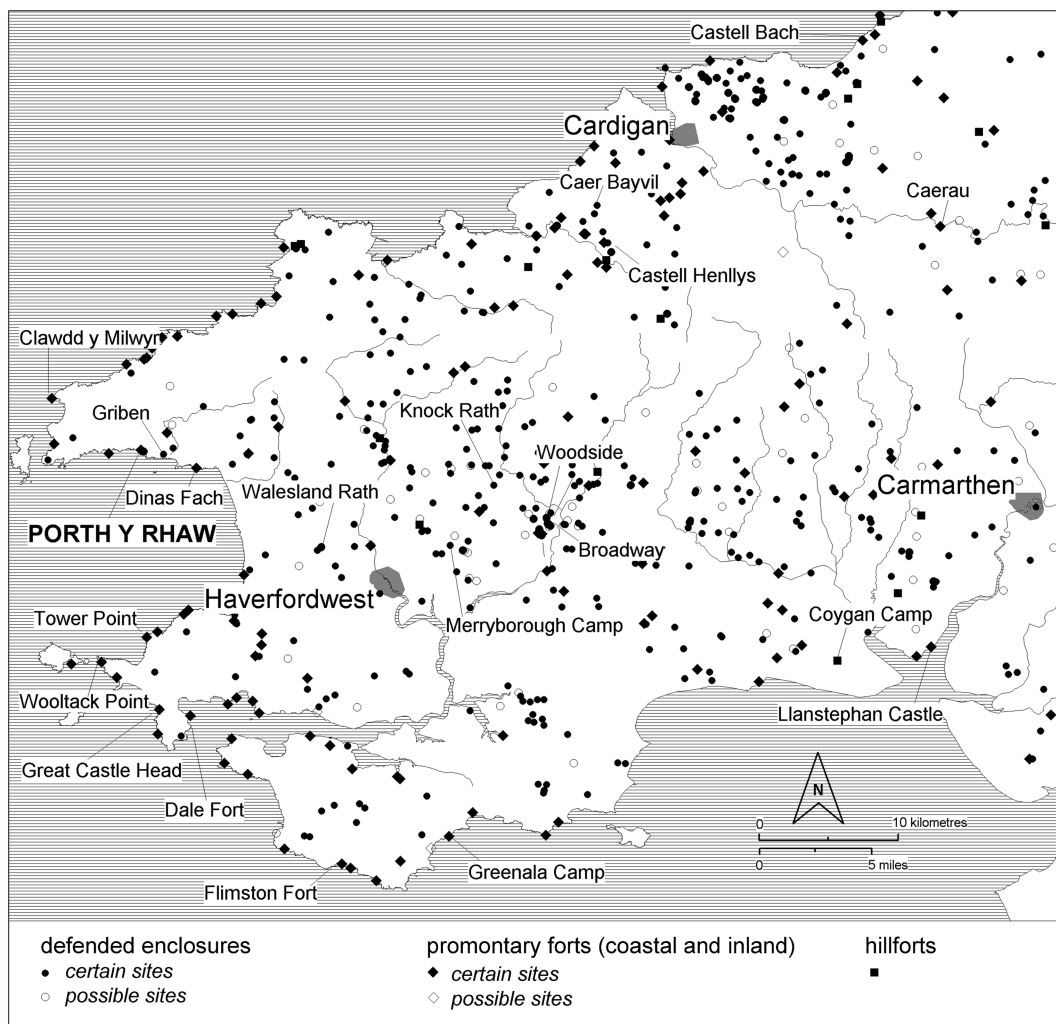 Castell Bach
Cardigan
Caer Bayvil
Caerau
Castell Henllys
Clawdd y Milwyr
Griben
Knock Rath
Woodside
Dinas Fach
Walesland Rath
Carmarthen
PORTH Y RHAW
Broadway
Haverfordwest
Merryborough Camp
Coygan Camp
Tower Point
Wooltack Point
Llanstephan Castle
Great Castle Head
Dale Fort
N
0 10 kilometres
0 5 miles
Greenala Camp
Flimston Fort
defended enclosures
certain sites
possible sites
promontary forts (coastal and inland)
certain sites
possible sites
hillforts